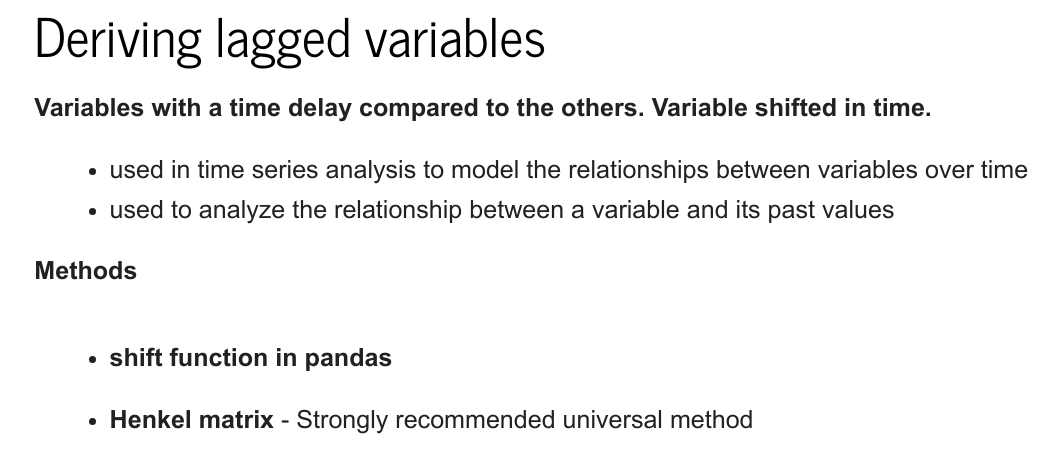 Deriving lagged variables
Variables with a time delay compared to the others. Variable shifted in time.
• used in time series analysis to model the relationships between variables over time
• used to analyze the relationship between a variable and its past values
Methods
• shift function in pandas
• Henkel matrix - Strongly recommended universal method